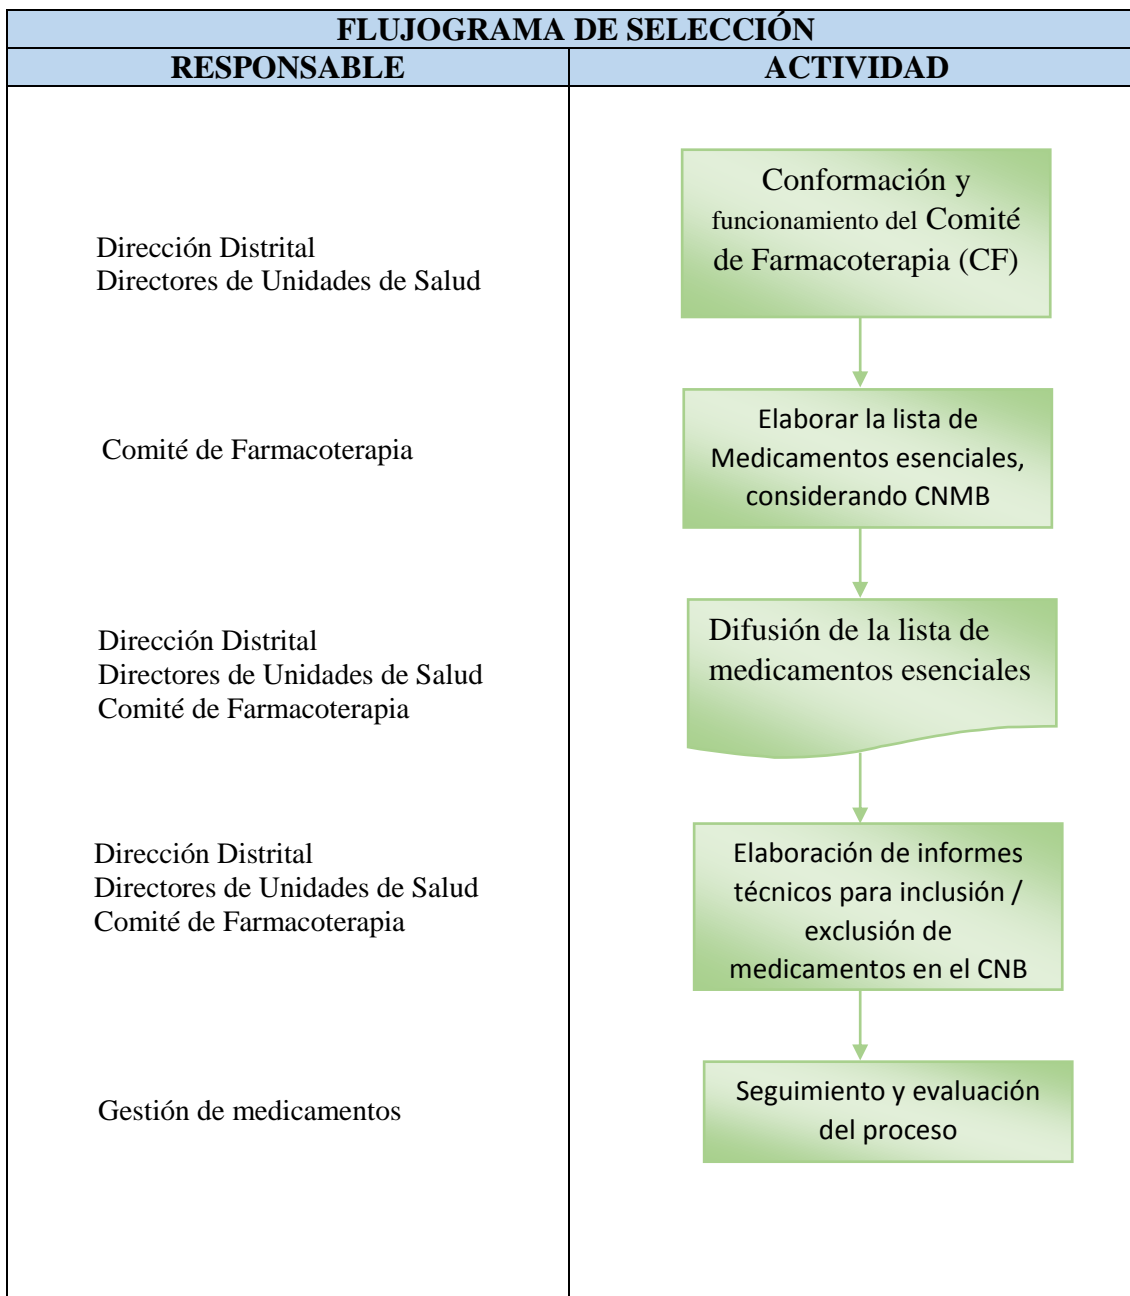 FLUJOGRAMA DE SELECCIÓN
RESPONSABLE
ACTIVIDAD
Dirección Distrital
Directores de Unidades de Salud
Conformación y
funcionamiento del Comité
de Farmacoterapia (CF)
Comité de Farmacoterapia
Elaborar la lista de
Medicamentos esenciales,
considerando CNMB
Dirección Distrital
Directores de Unidades de Salud
Comité de Farmacoterapia
Difusión de la lista de
medicamentos esenciales
Dirección Distrital
Directores de Unidades de Salud
Comité de Farmacoterapia
Elaboración de informes
técnicos para inclusión /
exclusión de
medicamentos en el CNB
Gestión de medicamentos
Seguimiento y evaluación
del proceso